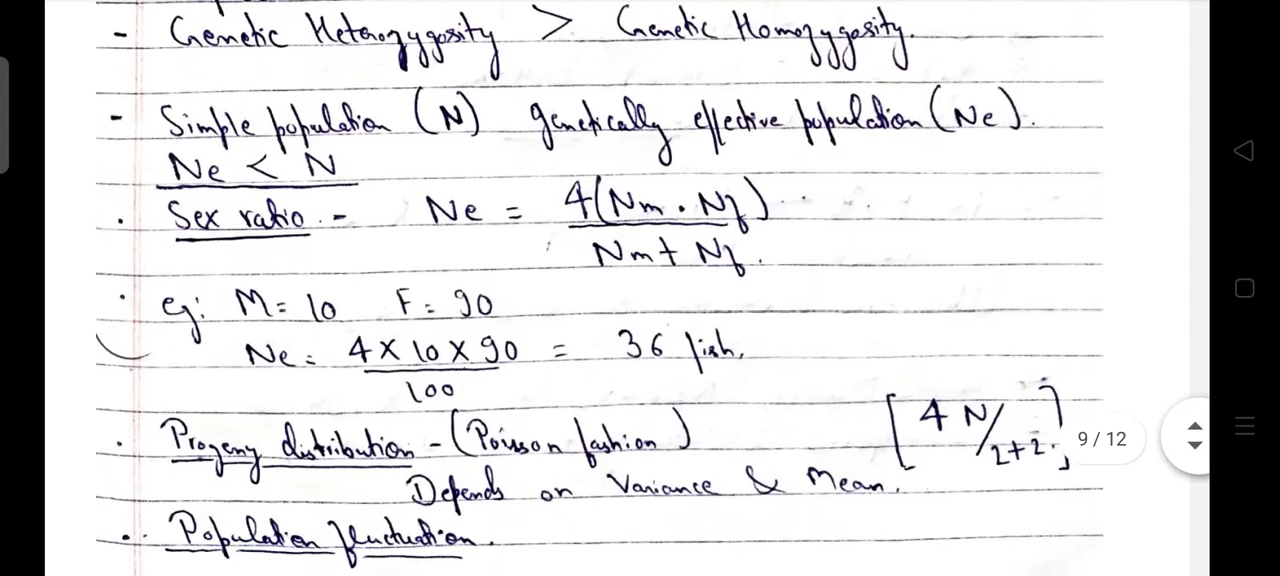 - Genetic Heterozygosity > Genetic Homozygosity.
- Simple population (N) genetically effective population (Ne).
Ne < N
. Sex ratio - Ne = 4(Nm . Nf)
Nm + Nf.
. eg: M = 10 F = 90
Ne = 4 X 10 X 90 = 36 fish.
100
. Progeny distribution - (Poisson fashion) [4N/2+2.]
Depends on Variance & Mean.
. Population fluctuation.
9 / 12